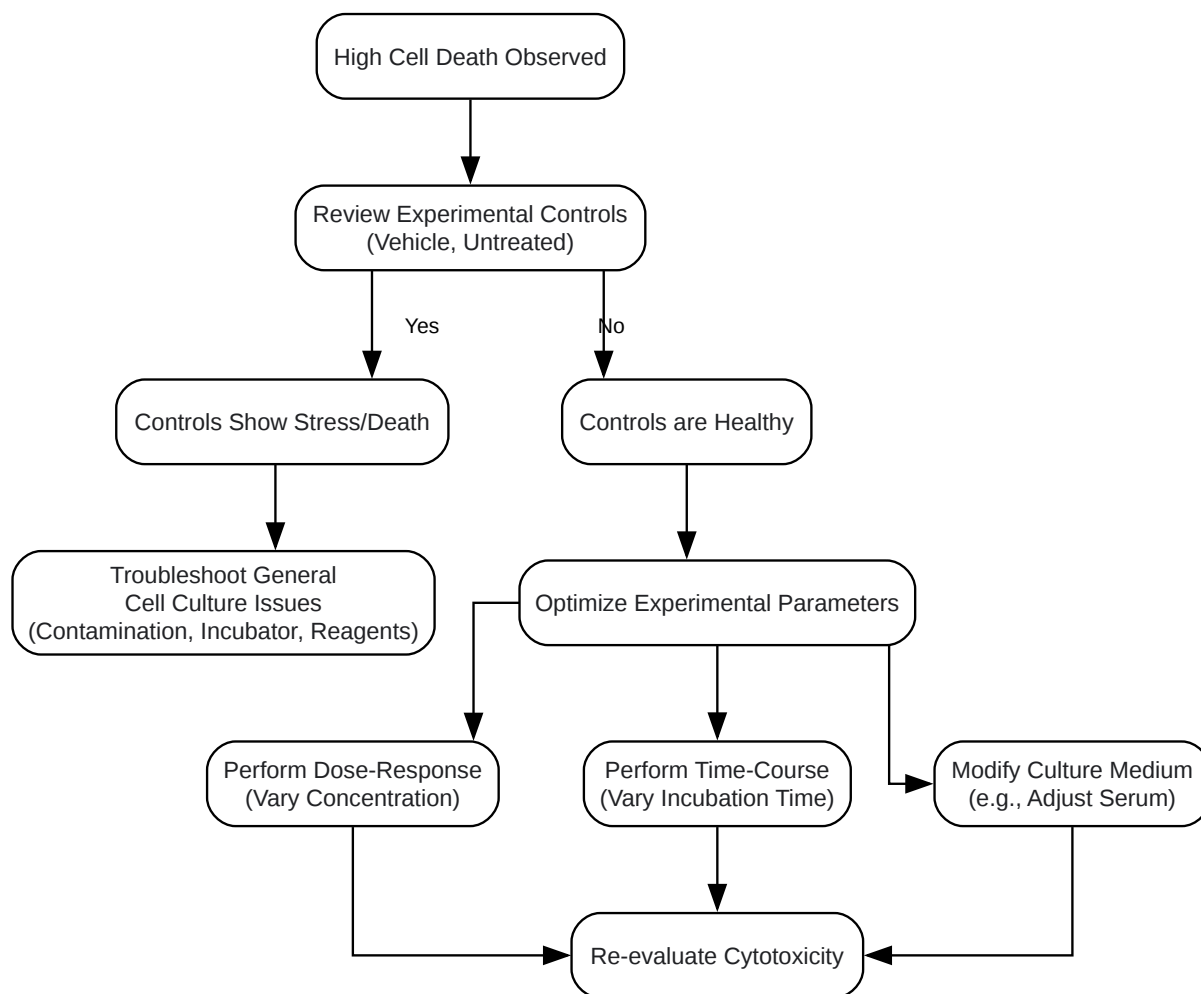 High Cell Death Observed
Review Experimental Controls
(Vehicle, Untreated)
Yes
No
Controls Show Stress/Death
Controls are Healthy
Troubleshoot General
Cell Culture Issues
(Contamination, Incubator, Reagents)
Optimize Experimental Parameters
Perform Dose-Response
(Vary Concentration)
Perform Time-Course
(Vary Incubation Time)
Modify Culture Medium
(e.g., Adjust Serum)
Re-evaluate Cytotoxicity